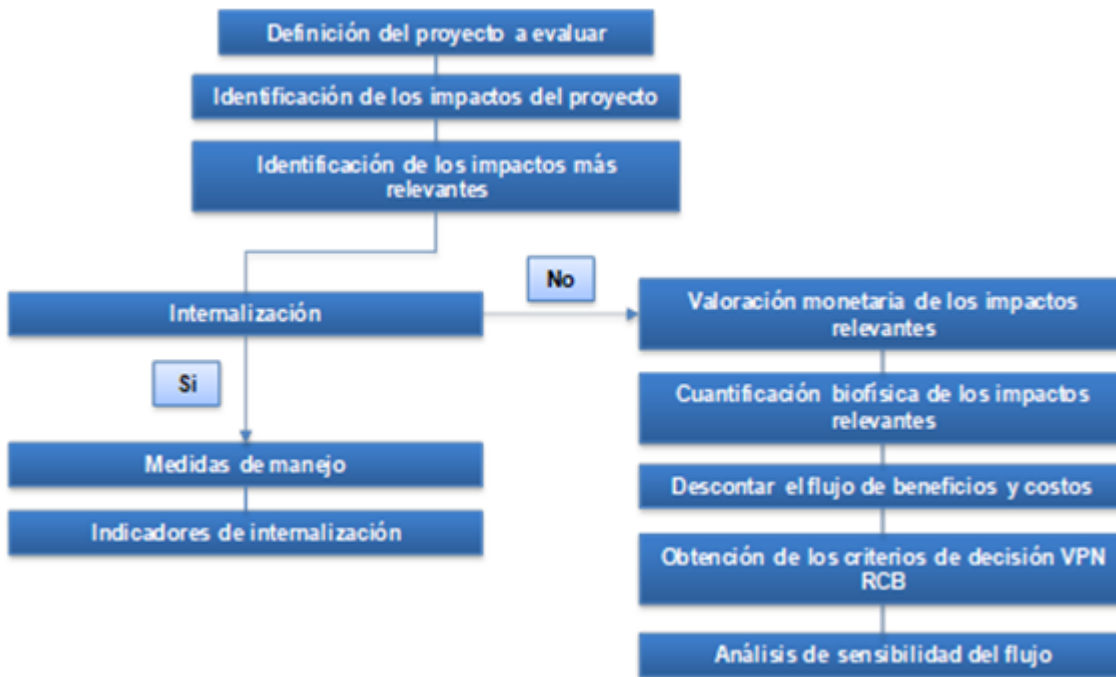 Definición del proyecto a evaluar
Identificación de los impactos del proyecto
Identificación de los impactos más
relevantes
No
Internalización
Si
Medidas de manejo
Indicadores de internalización
Valoración monetaria de los impactos
relevantes
Cuantificación biofísica de los impactos
relevantes
Descontar el flujo de beneficios y costos
Obtención de los criterios de decisión VPN
RCB
Análisis de sensibilidad del flujo